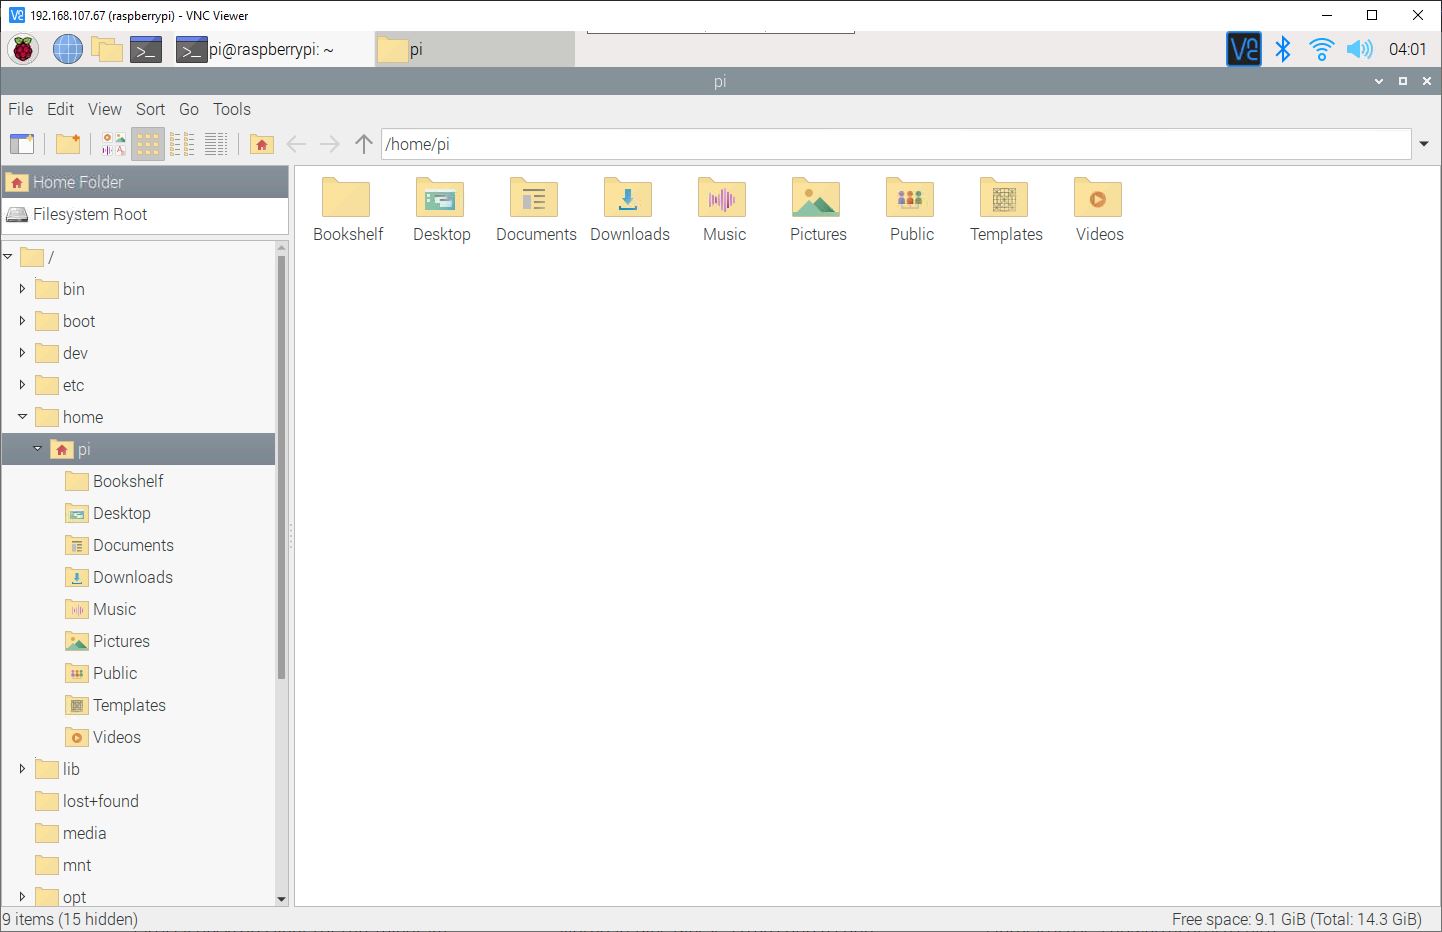 192.168.107.67 (raspberrypi) - VNC Viewer
pi@raspberrypi: ~
pi
04:01
pi
File Edit View Sort Go Tools
/home/pi
Home Folder
Filesystem Root
/
bin
boot
dev
etc
home
pi
Bookshelf
Desktop
Documents
Downloads
Music
Pictures
Public
Templates
Videos
lib
lost+found
media
mnt
opt
Bookshelf Desktop Documents Downloads Music Pictures Public Templates Videos
9 items (15 hidden)
Free space: 9.1 GiB (Total: 14.3 GiB)